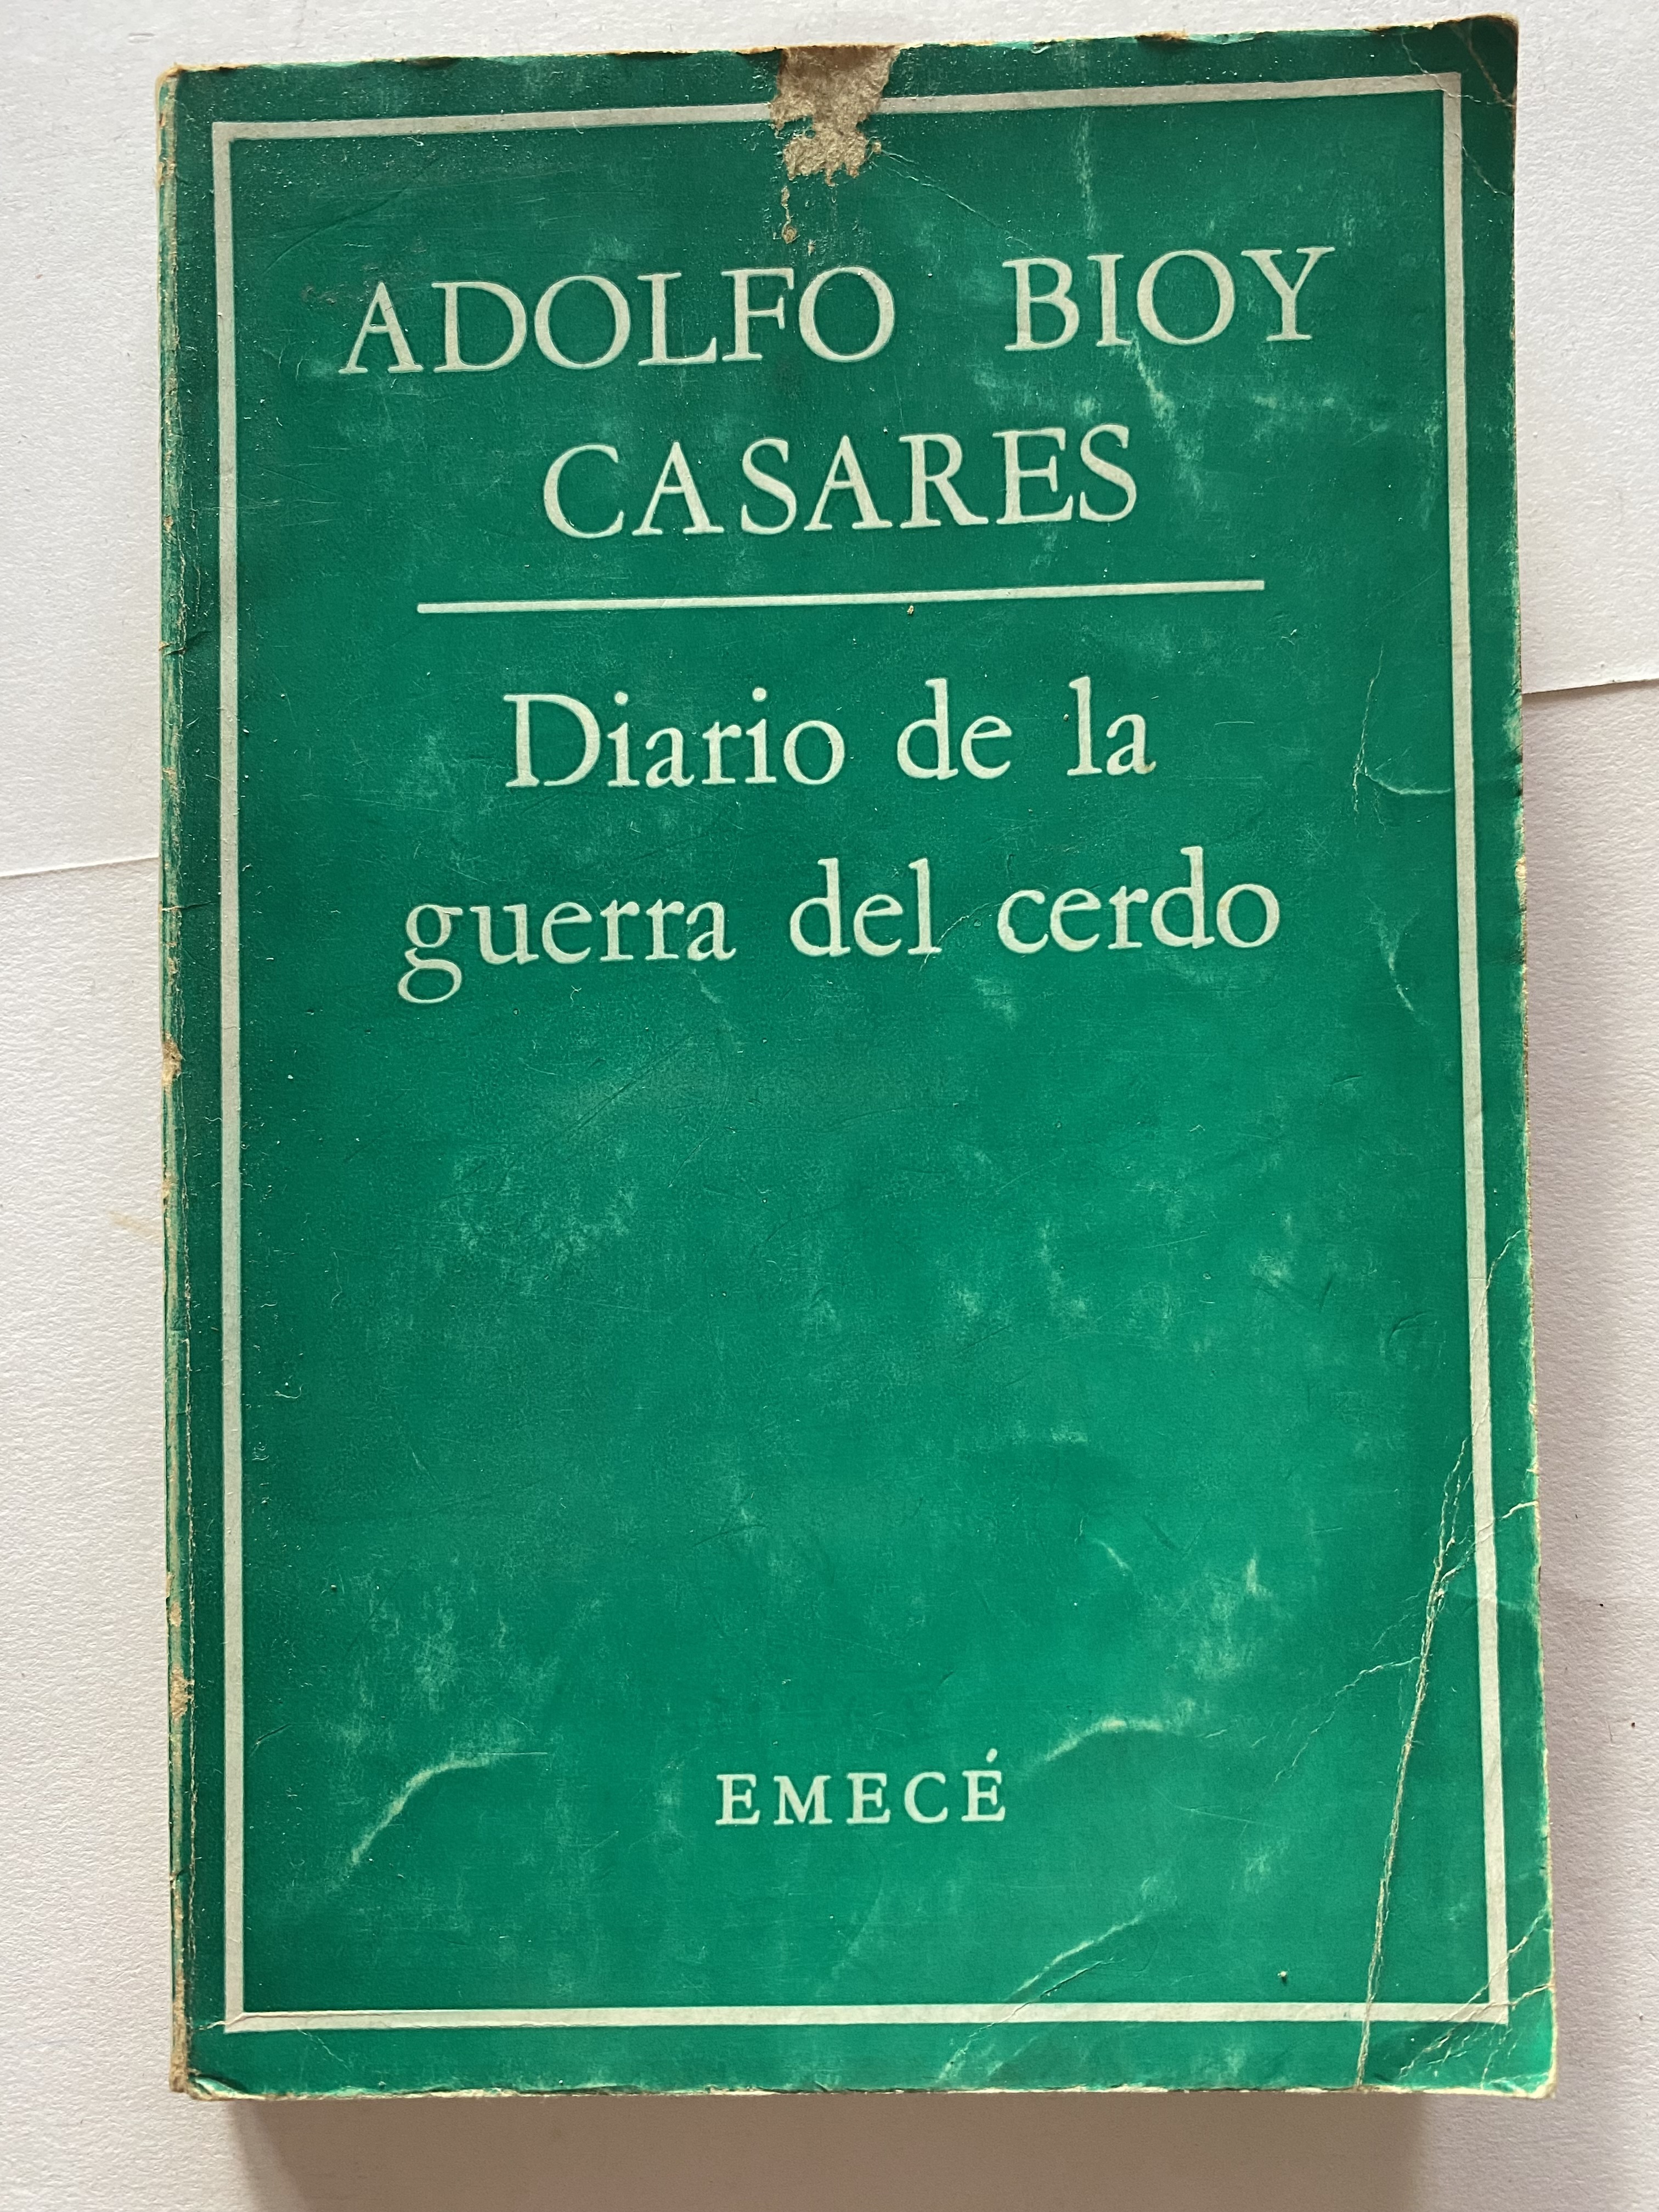 ADOLFO BIOY
CASARES
Diario de la
guerra del cerdo
EMECÉ